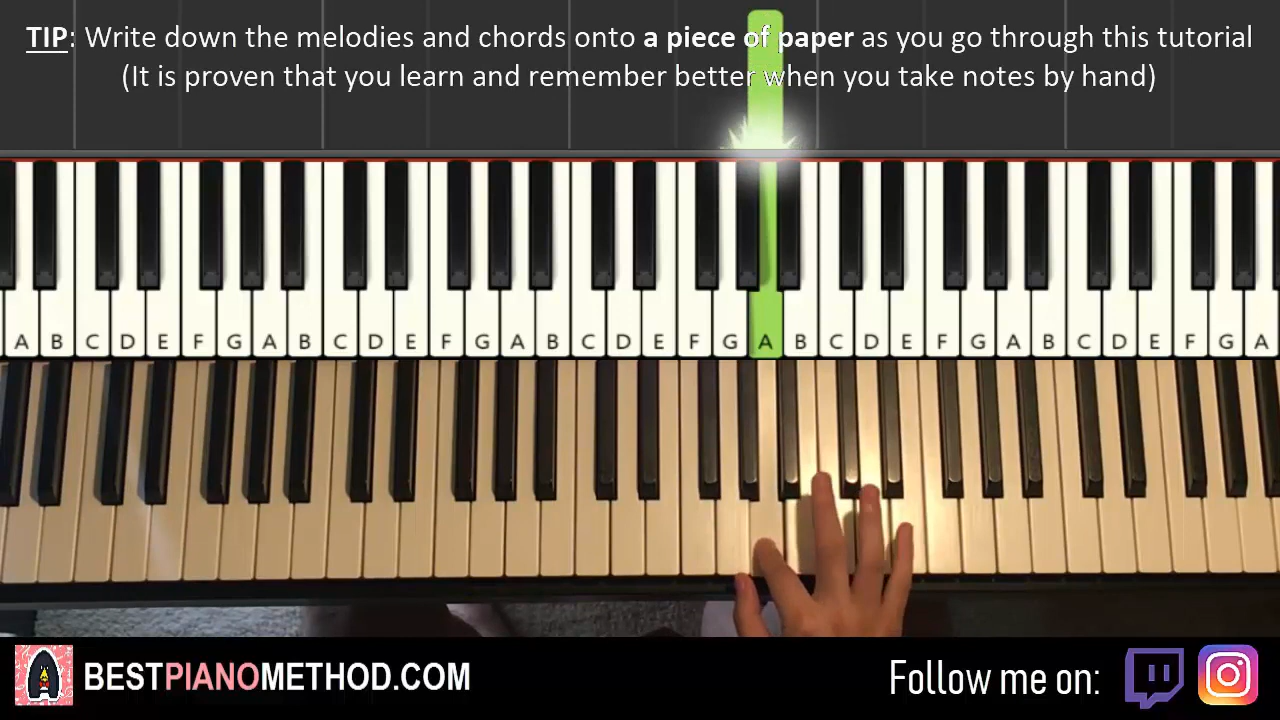 TIP: Write down the melodies and chords onto a piece of paper as you go through this tutorial
(It is proven that you learn and remember better when you take notes by hand)
A B C D E F G A B C D E F G A B C D E F G A B C D E F G A B C D E F G A
BESTPIANOMETHOD.COM
Follow me on: